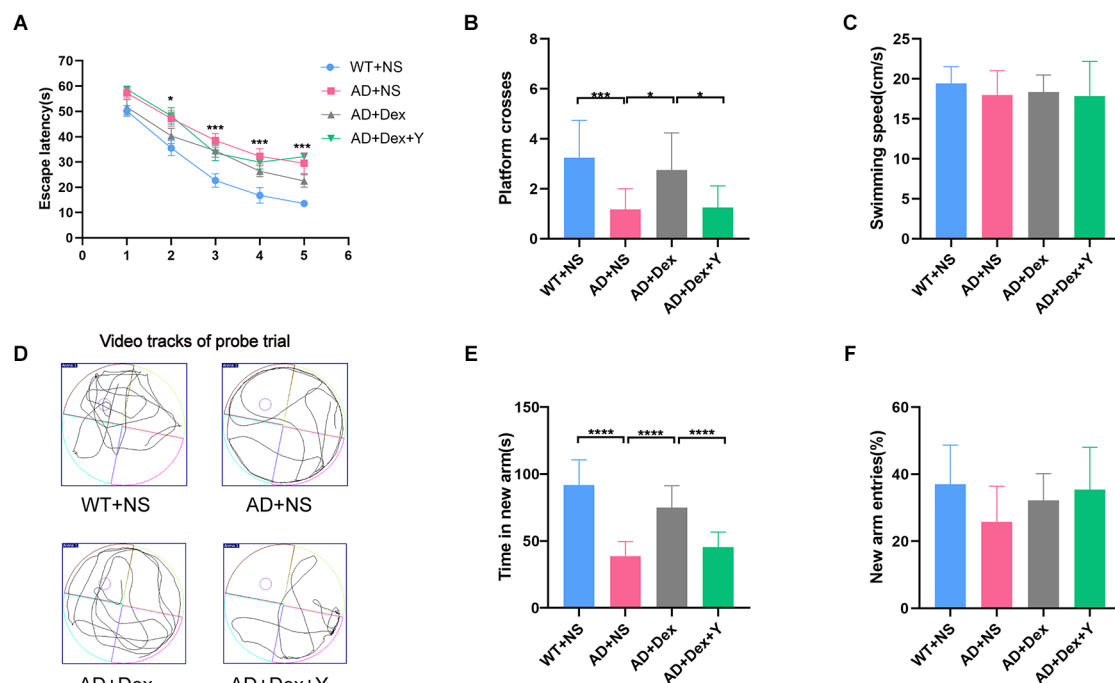 A
Escape latency(s)
70
60
50
40
30
20
10
0
0 1 2 3 4 5 6
* *** *** ***
WT+NS
AD+NS
AD+Dex
AD+Dex+Y
B
Platform crosses
8
6
4
2
0
*** * *
WT+NS AD+NS AD+Dex AD+Dex+Y
C
Swimming speed(cm/s)
25
20
15
10
5
0
WT+NS AD+NS AD+Dex AD+Dex+Y
D
Video tracks of probe trial
WT+NS AD+NS
AD+Dex AD+Dex+Y
E
Time in new arm(s)
150
100
50
0
**** **** ****
WT+NS AD+NS AD+Dex AD+Dex+Y
F
New arm entries(%)
60
40
20
0
WT+NS AD+NS AD+Dex AD+Dex+Y